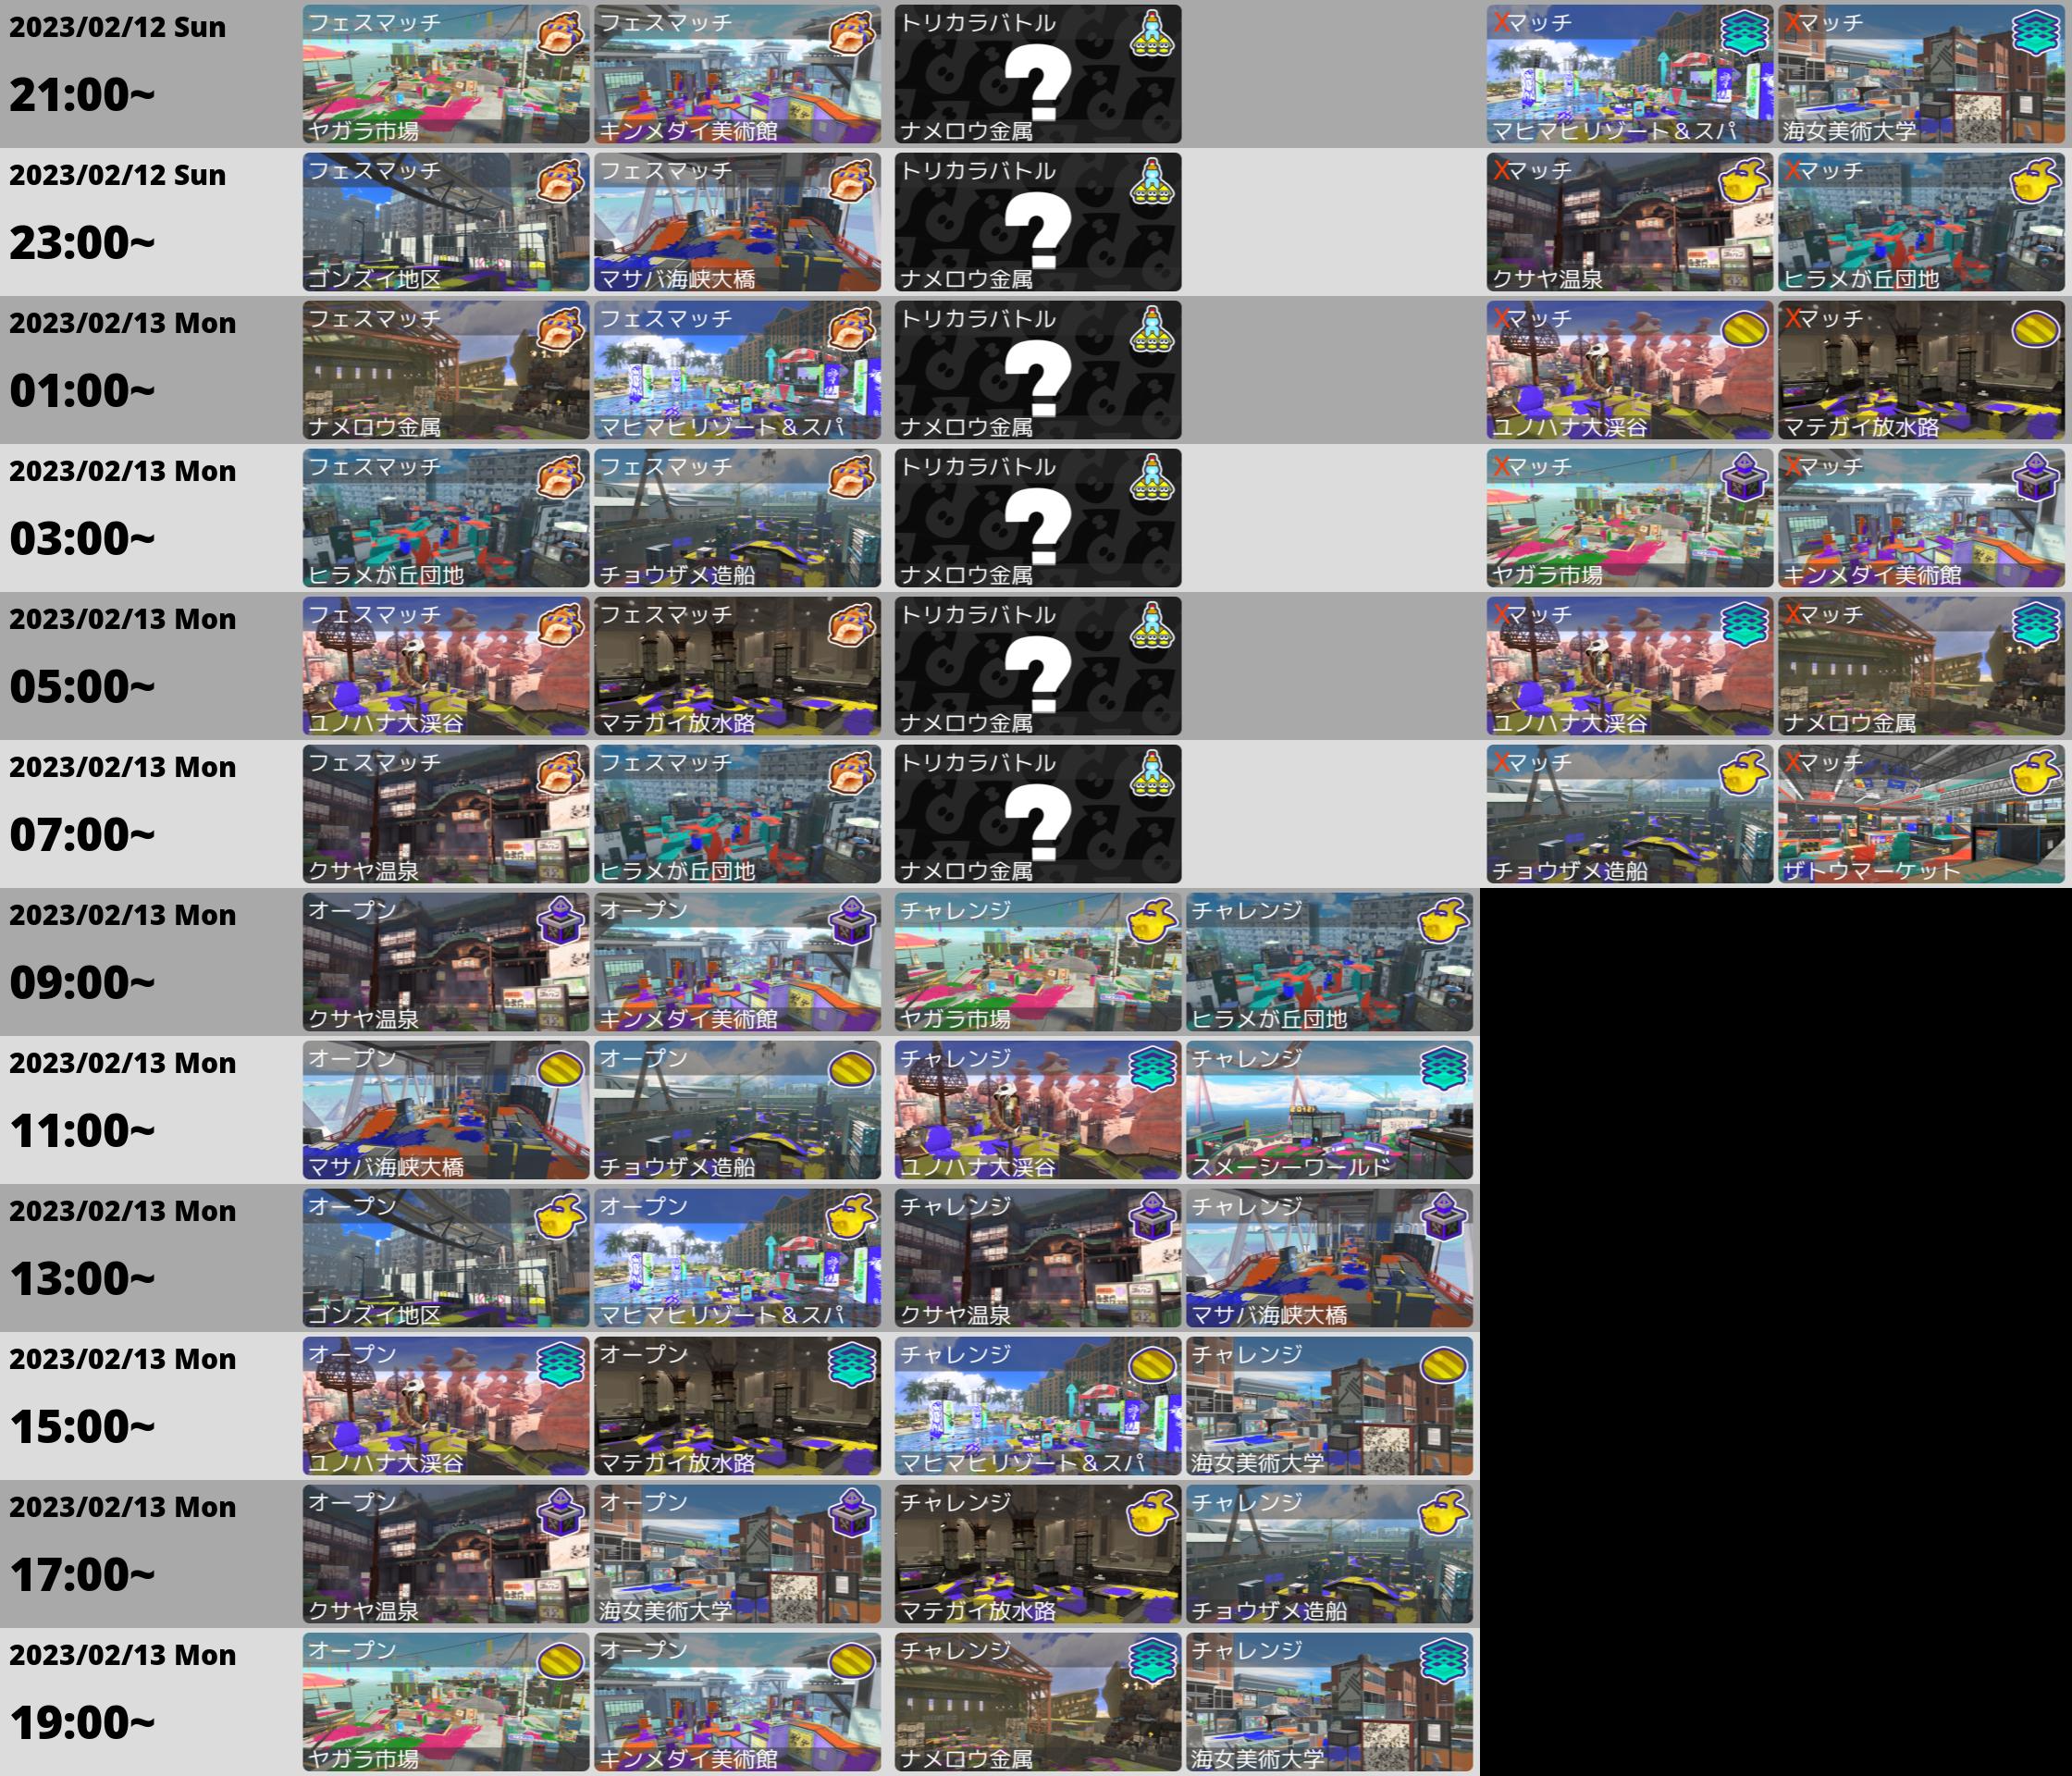 2023/02/12 Sun
21:00~
フェスマッチ
ヤガラ市場
フェスマッチ
キンメダイ美術館
トリカラバトル
?
ナメロウ金属
Xマッチ
マヒマヒリゾート＆スパ
Xマッチ
海女美術大学
2023/02/12 Sun
23:00~
フェスマッチ
ゴンズイ地区
フェスマッチ
マサバ海峡大橋
トリカラバトル
?
ナメロウ金属
Xマッチ
クサヤ温泉
Xマッチ
ヒラメが丘団地
2023/02/13 Mon
01:00~
フェスマッチ
ナメロウ金属
フェスマッチ
マヒマヒリゾート＆スパ
トリカラバトル
?
ナメロウ金属
Xマッチ
ユノハナ大渓谷
Xマッチ
マテガイ放水路
2023/02/13 Mon
03:00~
フェスマッチ
ヒラメが丘団地
フェスマッチ
チョウザメ造船
トリカラバトル
?
ナメロウ金属
Xマッチ
ヤガラ市場
Xマッチ
キンメダイ美術館
2023/02/13 Mon
05:00~
フェスマッチ
ユノハナ大渓谷
フェスマッチ
マテガイ放水路
トリカラバトル
?
ナメロウ金属
Xマッチ
ユノハナ大渓谷
Xマッチ
ナメロウ金属
2023/02/13 Mon
07:00~
フェスマッチ
クサヤ温泉
フェスマッチ
ヒラメが丘団地
トリカラバトル
?
ナメロウ金属
Xマッチ
チョウザメ造船
Xマッチ
ザトウマーケット
2023/02/13 Mon
09:00~
オープン
クサヤ温泉
オープン
キンメダイ美術館
チャレンジ
ヤガラ市場
チャレンジ
ヒラメが丘団地
2023/02/13 Mon
11:00~
オープン
マサバ海峡大橋
オープン
チョウザメ造船
チャレンジ
ユノハナ大渓谷
チャレンジ
スメーシーワールド
2023/02/13 Mon
13:00~
オープン
ゴンズイ地区
オープン
マヒマヒリゾート＆スパ
チャレンジ
クサヤ温泉
チャレンジ
マサバ海峡大橋
2023/02/13 Mon
15:00~
オープン
ユノハナ大渓谷
オープン
マテガイ放水路
チャレンジ
マヒマヒリゾート＆スパ
チャレンジ
海女美術大学
2023/02/13 Mon
17:00~
オープン
クサヤ温泉
オープン
海女美術大学
チャレンジ
マテガイ放水路
チャレンジ
チョウザメ造船
2023/02/13 Mon
19:00~
オープン
ヤガラ市場
オープン
キンメダイ美術館
チャレンジ
ナメロウ金属
チャレンジ
海女美術大学